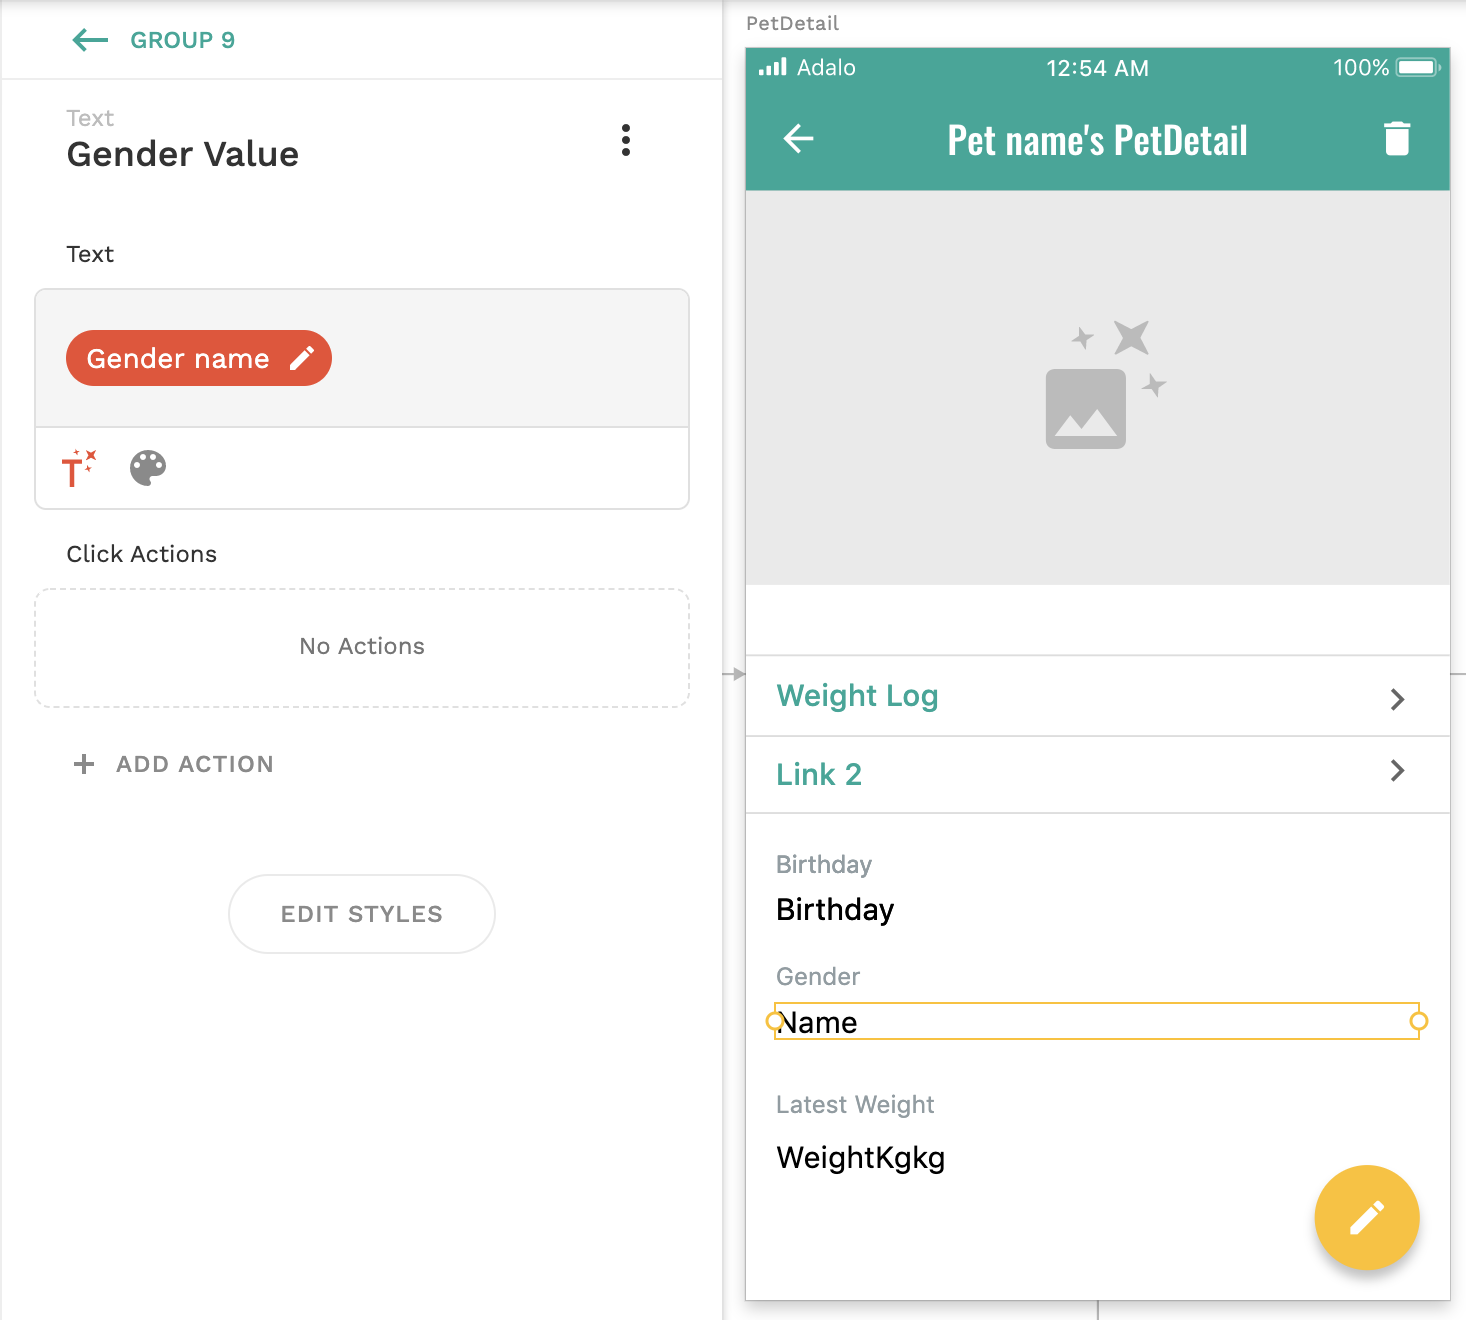 GROUP 9
Text
Gender Value
Text
Gender name
T
Click Actions
No Actions
+ ADD ACTION
EDIT STYLES
PetDetail
Adalo 12:54 AM 100%
Pet name's PetDetail
Weight Log
Link 2
Birthday
Birthday
Gender
Name
Latest Weight
WeightKgkg